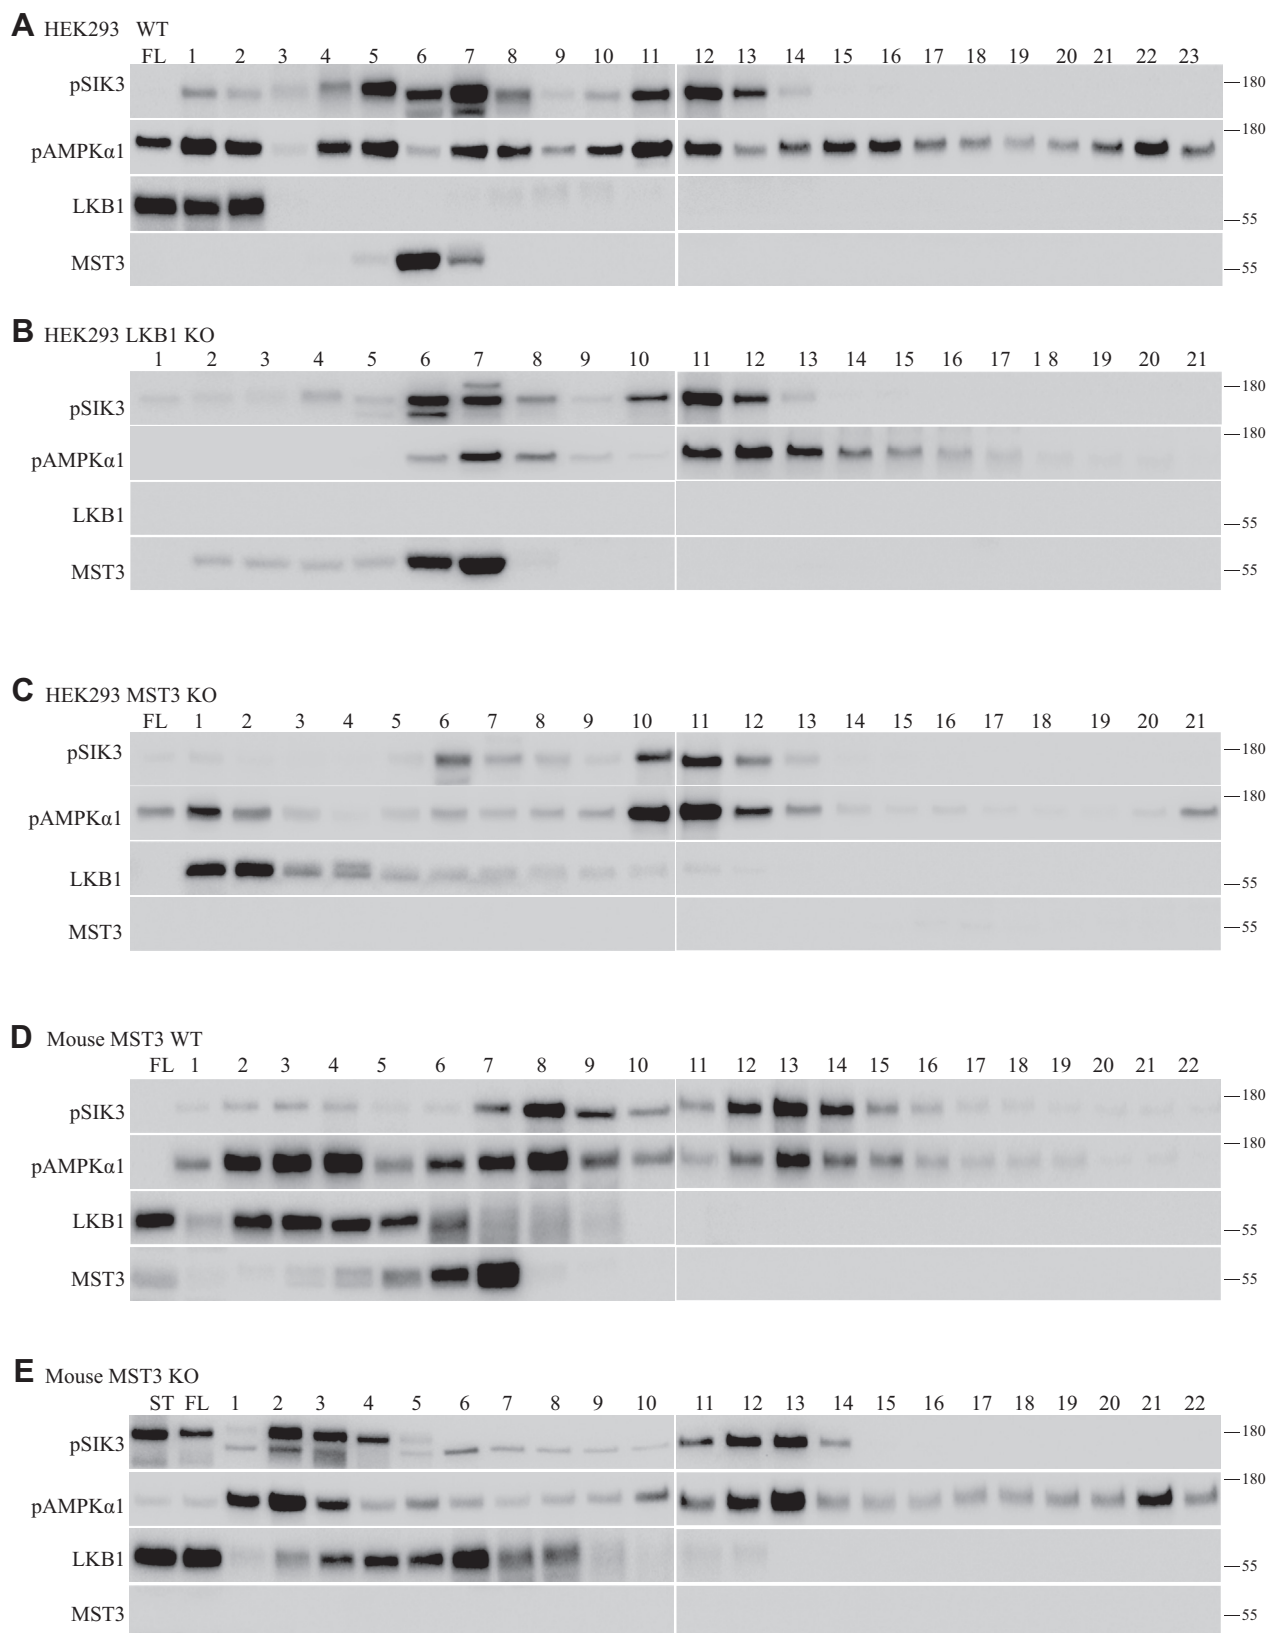 A HEK293 WT
FL 1 2 3 4 5 6 7 8 9 10 11 12 13 14 15 16 17 18 19 20 21 22 23
pSIK3 180
pAMPKα1 180
LKB1 55
MST3 55
B HEK293 LKB1 KO
1 2 3 4 5 6 7 8 9 10 11 12 13 14 15 16 17 1 8 19 20 21
pSIK3 180
pAMPKα1 180
LKB1 55
MST3 55
C HEK293 MST3 KO
FL 1 2 3 4 5 6 7 8 9 10 11 12 13 14 15 16 17 18 19 20 21
pSIK3 180
pAMPKα1 180
LKB1 55
MST3 55
D Mouse MST3 WT
FL 1 2 3 4 5 6 7 8 9 10 11 12 13 14 15 16 17 18 19 20 21 22
pSIK3 180
pAMPKα1 180
LKB1 55
MST3 55
E Mouse MST3 KO
ST FL 1 2 3 4 5 6 7 8 9 10 11 12 13 14 15 16 17 18 19 20 21 22
pSIK3 180
pAMPKα1 180
LKB1 55
MST3 55